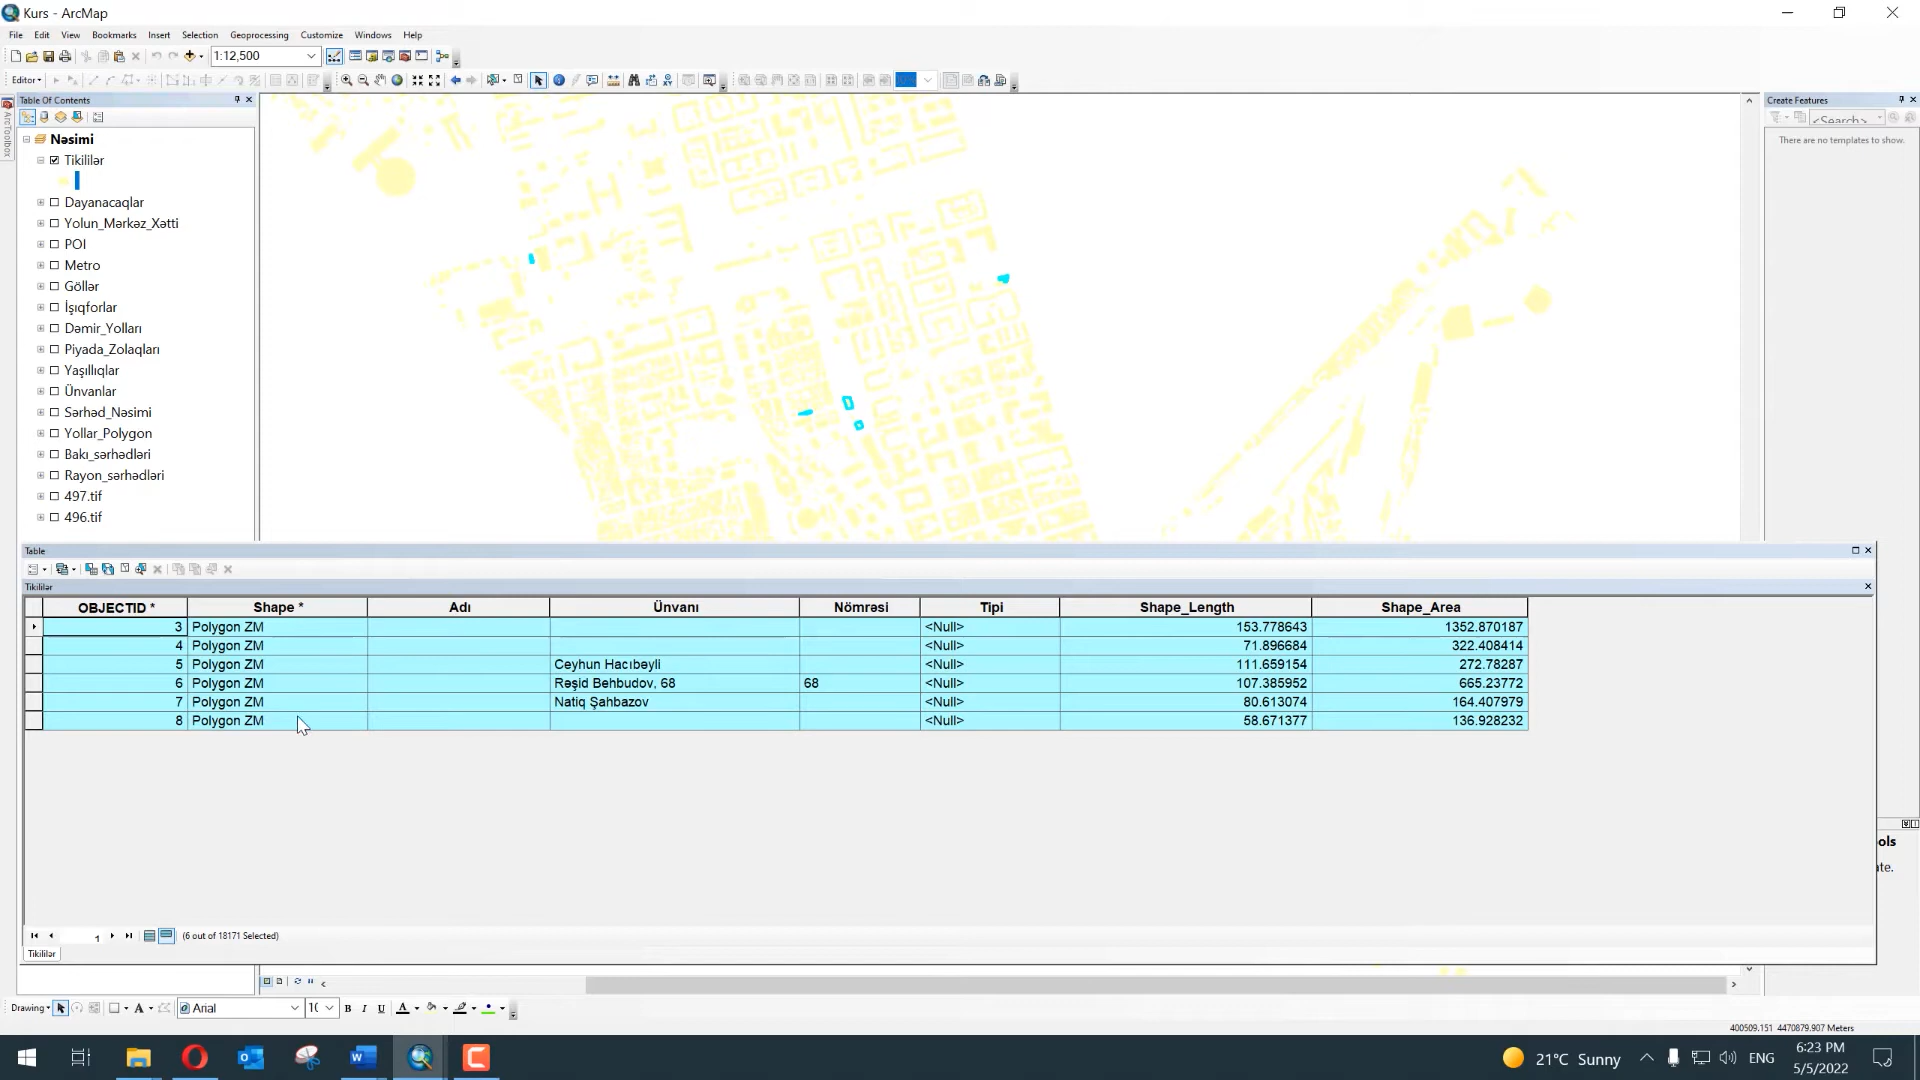 Kurs - ArcMap
File Edit View Bookmarks Insert Selection Geoprocessing Customize Windows Help
1:12,500
Editor
Table Of Contents
Create Features
<Search>
There are no templates to show.
ArcToolbox
Nəsimi
Tikililər
Dayanacaqlar
Yolun_Mərkəz_Xətti
POI
Metro
Göllər
İşıqforlar
Dəmir_Yolları
Piyada_Zolaqları
Yaşıllıqlar
Ünvanlar
Sərhəd_Nəsimi
Yollar_Polygon
Bakı_sərhədləri
Rayon_sərhədləri
497.tif
496.tif
Table
Tikililər
OBJECTID * Shape * Adı Ünvanı Nömrəsi Tipi Shape_Length Shape_Area
3 Polygon ZM <Null> 153.778643 1352.870187
4 Polygon ZM <Null> 71.896684 322.408414
5 Polygon ZM Ceyhun Hacıbəyli <Null> 111.659154 272.78287
6 Polygon ZM Rəşid Behbudov, 68 68 <Null> 107.385952 665.23772
7 Polygon ZM Natiq Şahbazov <Null> 80.613074 164.407979
8 Polygon ZM <Null> 58.671377 136.928232
ols
ate.
1 (6 out of 18171 Selected)
Tikililər
Drawing A Arial 10 B I U A
400509.151 4470879.907 Meters
21°C Sunny ENG 6:23 PM
5/5/2022